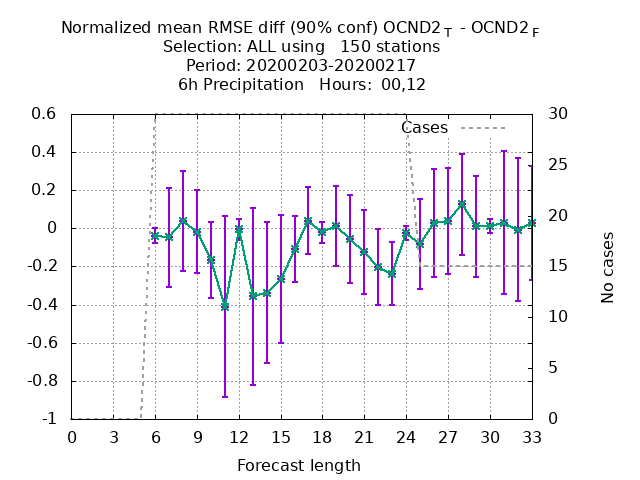 Normalized mean RMSE diff (90% conf) OCND2 T - OCND2 F
Selection: ALL using 150 stations
Period: 20200203-20200217
6h Precipitation Hours: 00,12
Cases
0.6
0.4
0.2
0
-0.2
-0.4
-0.6
-0.8
-1
30
25
20
15
10
5
0
No cases
0 3 6 9 12 15 18 21 24 27 30 33
Forecast length